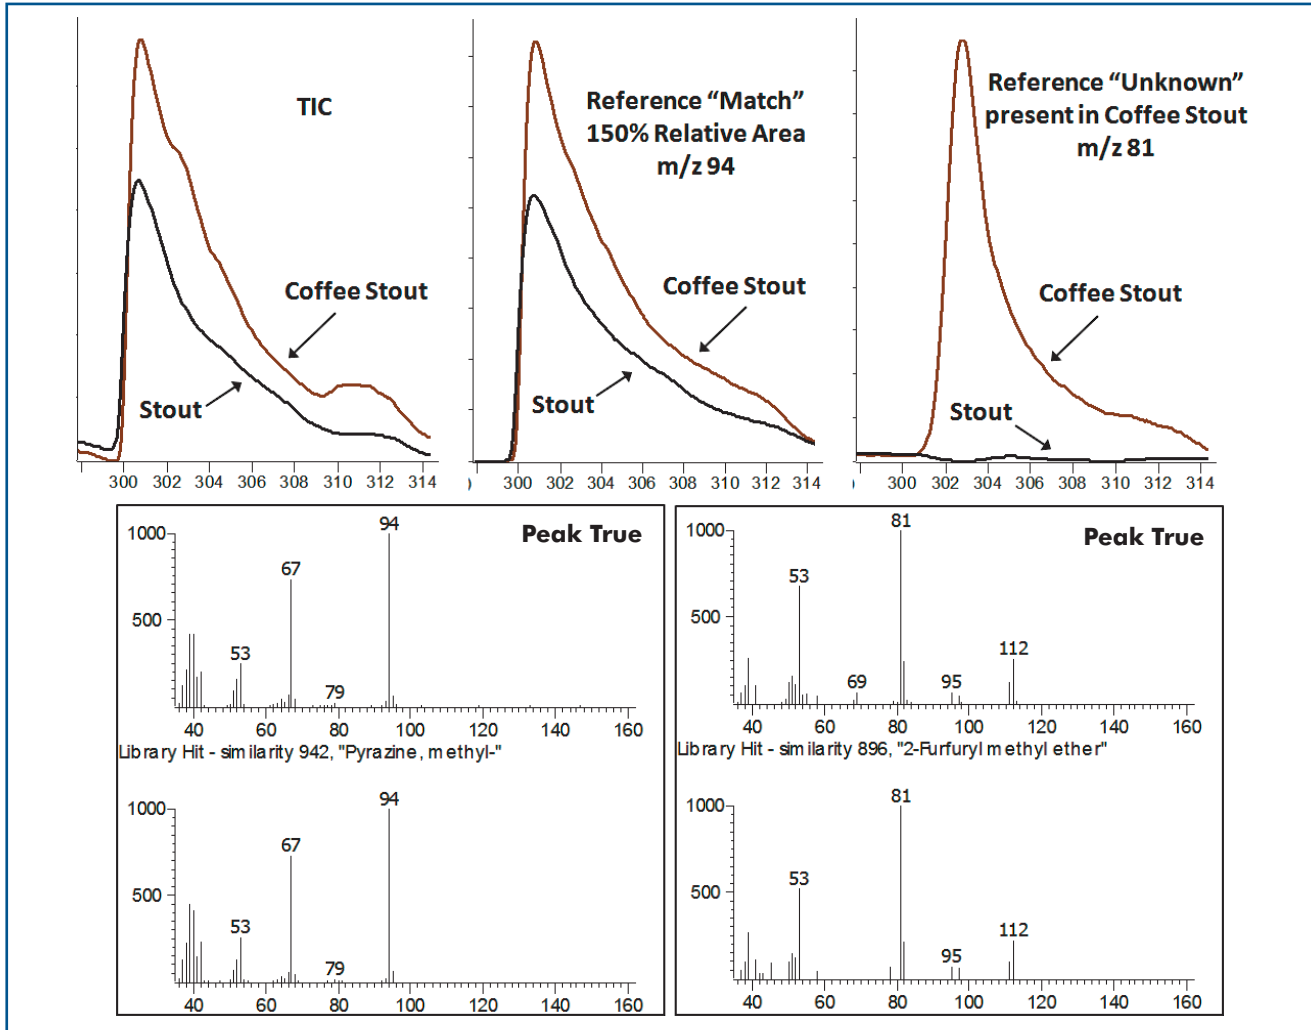 TIC
Coffee Stout
Stout
300 302 304 306 308 310 312 314
Reference “Match”
150% Relative Area
m/z 94
Coffee Stout
Stout
) 300 302 304 306 308 310 312 314
Reference “Unknown”
present in Coffee Stout
m/z 81
Coffee Stout
Stout
) 300 302 304 306 308 310 312 314
Peak True
1000
500
94
67
53
79
40 60 80 100 120 140 160
Library Hit - similarity 942, "Pyrazine, methyl-"
1000
500
94
67
53
79
40 60 80 100 120 140 160
Peak True
1000
500
81
53
112
69
95
40 60 80 100 120 140 160
Library Hit - similarity 896, "2-Furfuryl methyl ether"
1000
500
81
53
112
95
40 60 80 100 120 140 160